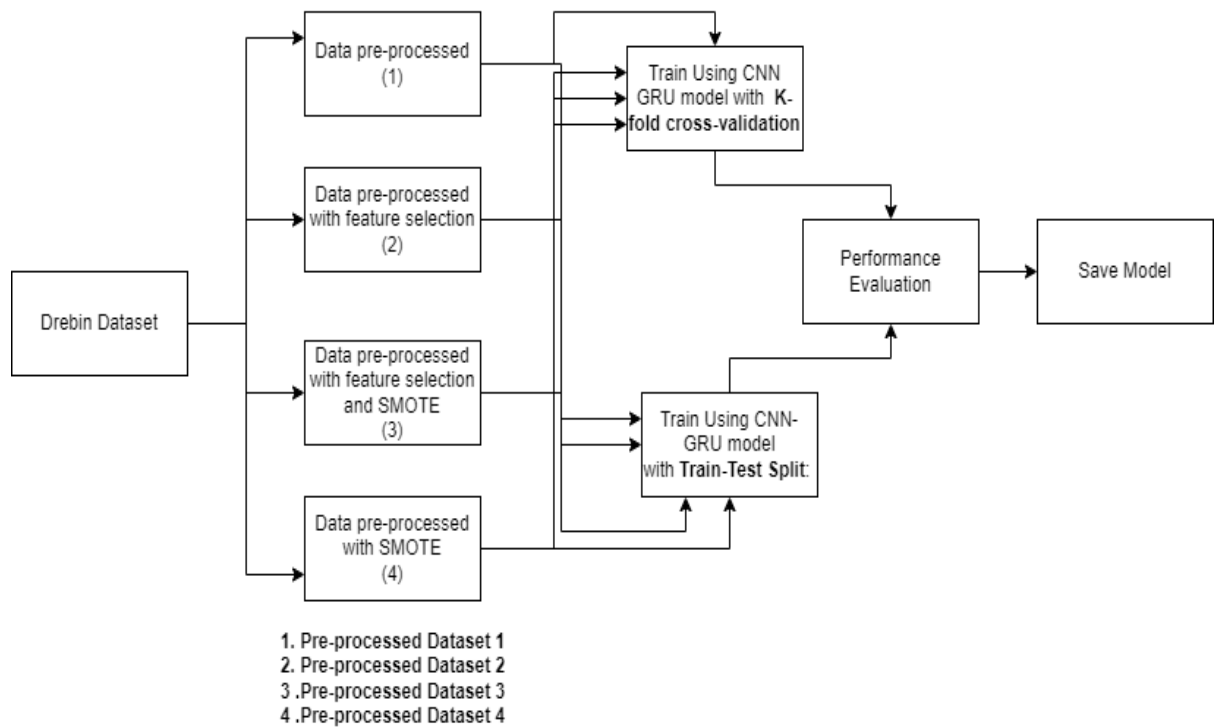 Drebin Dataset
Data pre-processed
(1)
Data pre-processed
with feature selection
(2)
Data pre-processed
with feature selection
and SMOTE
(3)
Data pre-processed
with SMOTE
(4)
Train Using CNN
GRU model with K-
fold cross-validation
Train Using CNN-
GRU model
with Train-Test Split:
Performance
Evaluation
Save Model
1. Pre-processed Dataset 1
2. Pre-processed Dataset 2
3 .Pre-processed Dataset 3
4 .Pre-processed Dataset 4